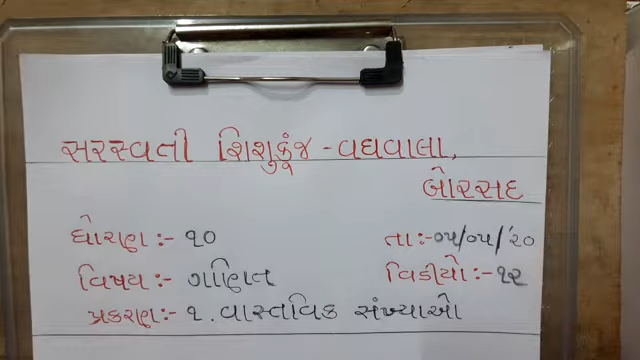 સરસ્વતી શિશુકુંજ - વઘવાલા,
બોરસદ
ધોરણ :- ૧૦ તા :- ૦૫/૦૫/'૨૦
વિષય :- ગણિત વિડીયો :- ૧૨
પ્રકરણ :- ૧. વાસ્તવિક સંખ્યાઓ